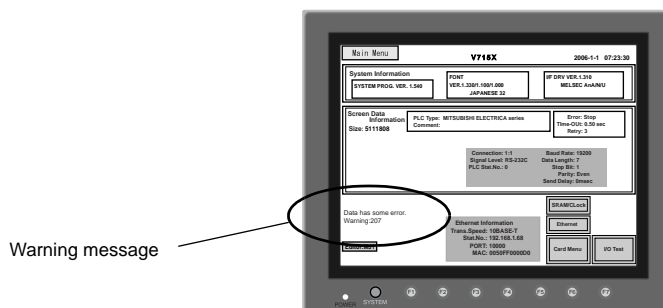 Main Menu
V715X
2006-1-1 07:23:30
System Information
SYSTEM PROG. VER. 1.540
FONT
VER.1.330/1.100/1.000
JAPANESE 32
I/F DRV VER.1.310
MELSEC AnA/N/U
Screen Data
Information
Size: 5111808
PLC Type: MITSUBISHI ELECTRICA series
Comment:
Error: Stop
Time-OUt: 0.50 sec
Retry: 3
Connection: 1:1
Signal Level: RS-232C
PLC Stat.No.: 0
Baud Rate: 19200
Data Length: 7
Stop Bit: 1
Parity: Even
Send Delay: 0msec
Data has some error.
Warning:207
Ethernet Information
Trans.Speed: 10BASE-T
Stat.No.: 192.168.1.68
PORT: 10000
MAC: 0050FF0000D0
SRAM/CLock
Ethernet
Card Menu
I/O Test
Warning message
POWER
SYSTEM
F1
F2
F3
F4
F5
F6
F7